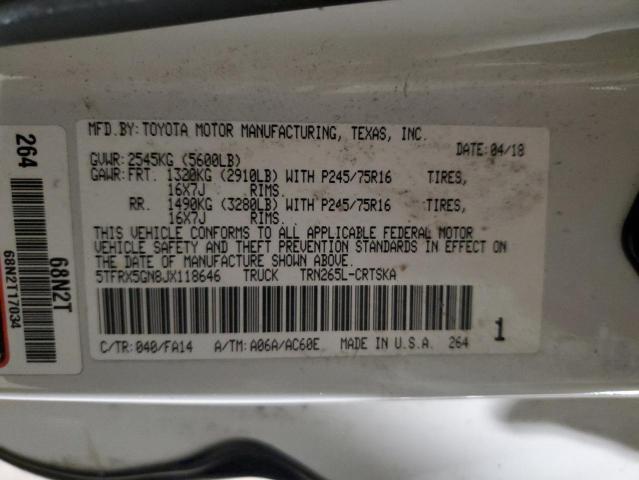 MFD.BY:TOYOTA MOTOR MANUFACTURING, TEXAS, INC.
DATE:04/18
GVWR:2545KG (5600LB)
GAWR:FRT. 1320KG (2910LB) WITH P245/75R16 TIRES,
16X7J RIMS.
RR. 1490KG (3280LB) WITH P245/75R16 TIRES,
16X7J RIMS.
THIS VEHICLE CONFORMS TO ALL APPLICABLE FEDERAL MOTOR
VEHICLE SAFETY AND THEFT PREVENTION STANDARDS IN EFFECT ON
THE DATE OF MANUFACTURE SHOWN ABOVE.
5TFRX5GN8JX118646 TRUCK TRN265L-CRTSKA
C/TR:040/FA14 A/TM:A06A/AC60E MADE IN U.S.A. 264
1
264
68N2T
68N2T17034